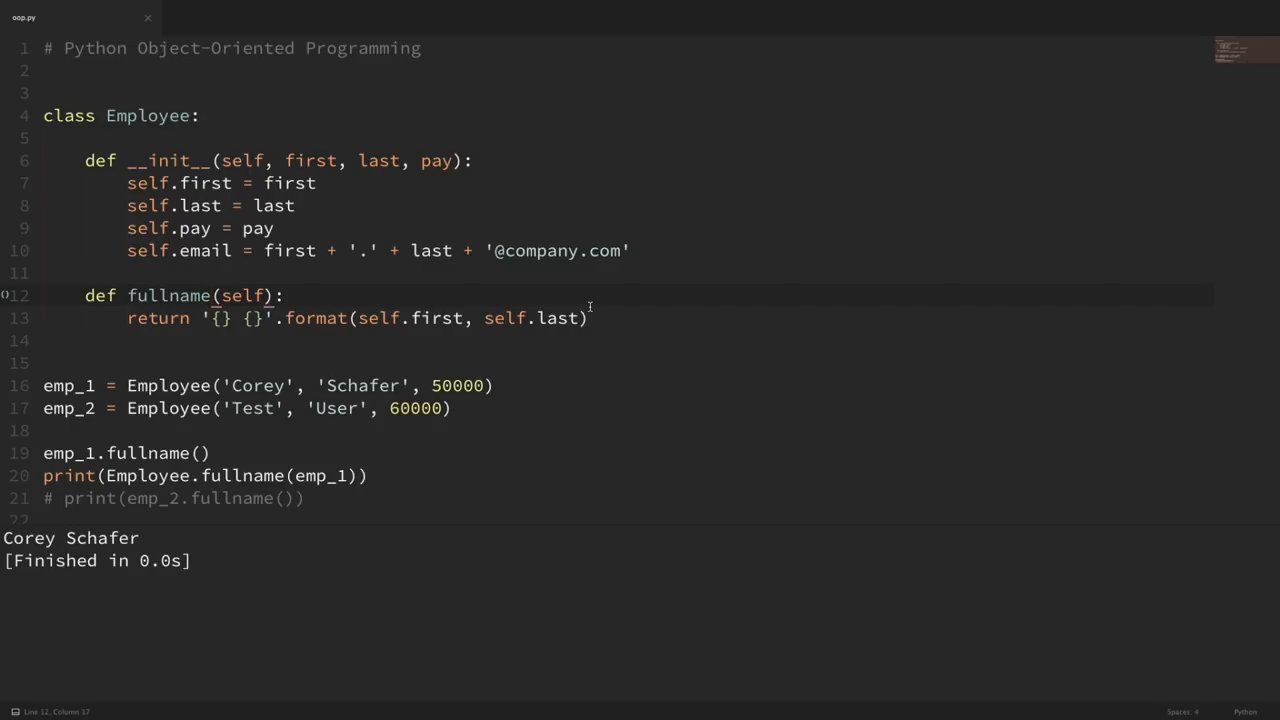 oop.py
1 # Python Object-Oriented Programming
2
3
4 class Employee:
5
6     def __init__(self, first, last, pay):
7         self.first = first
8         self.last = last
9         self.pay = pay
10         self.email = first + '.' + last + '@company.com'
11
12     def fullname(self):
13         return '{} {}'.format(self.first, self.last)
14
15
16 emp_1 = Employee('Corey', 'Schafer', 50000)
17 emp_2 = Employee('Test', 'User', 60000)
18
19 emp_1.fullname()
20 print(Employee.fullname(emp_1))
21 # print(emp_2.fullname())
22
Corey Schafer
[Finished in 0.0s]
Line 12, Column 17
Spaces: 4
Python